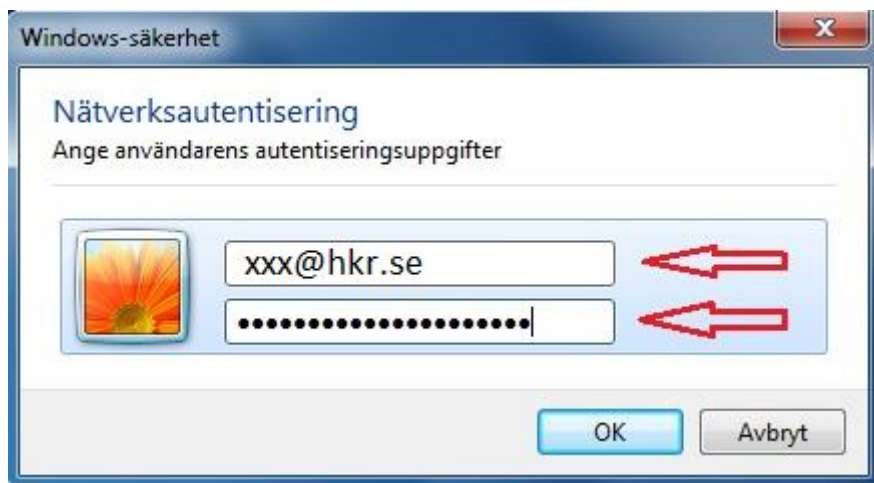 Windows-säkerhet
Nätverksautentisering
Ange användarens autentiseringsuppgifter
xxx@hkr.se
•••••••••••••••••••••
OK
Avbryt